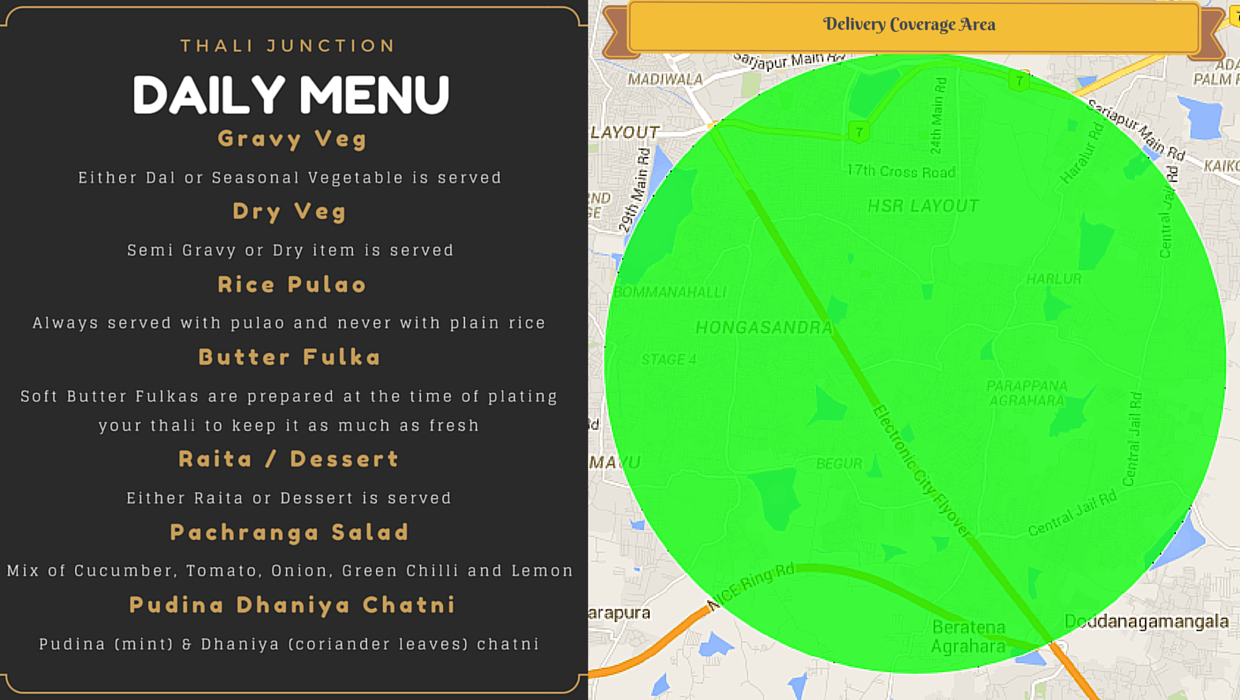 THALI JUNCTION
DAILY MENU
Gravy Veg
Either Dal or Seasonal Vegetable is served
Dry Veg
Semi Gravy or Dry item is served
Rice Pulao
Always served with pulao and never with plain rice
Butter Fulka
Soft Butter Fulkas are prepared at the time of plating
your thali to keep it as much as fresh
Raita / Dessert
Either Raita or Dessert is served
Pachranga Salad
Mix of Cucumber, Tomato, Onion, Green Chilli and Lemon
Pudina Dhaniya Chatni
Pudina (mint) & Dhaniya (coriander leaves) chatni
Delivery Coverage Area
Sarjapur Main Rd
MADIWALA
7
PALM
LAYOUT
7
24th Main Rd
Sarjapur Main Rd
Haralur Rd
29th Main Rd
17th Cross Road
HSR LAYOUT
Central Jail Rd
BOMMANAHALLI
HARLUR
HONGASANDRA
STAGE 4
PARAPPANA
AGRAHARA
Central Jail Rd
Electronic City Flyover
BEGUR
Central Jail Rd
NICE Ring Rd
arapura
Beratena
Agrahara
Doddanagamangala